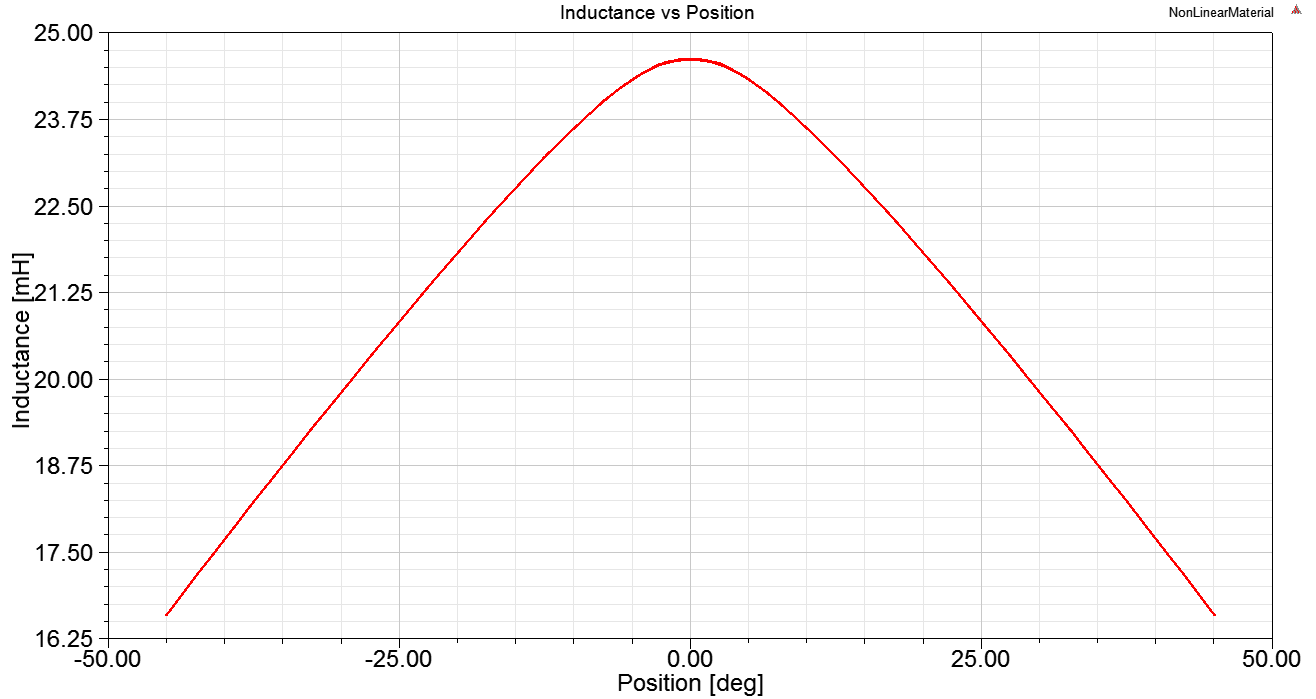 Inductance vs Position
NonLinearMaterial
25.00
23.75
22.50
21.25
20.00
18.75
17.50
16.25
Inductance [mH]
-50.00 -25.00 0.00 25.00 50.00
Position [deg]